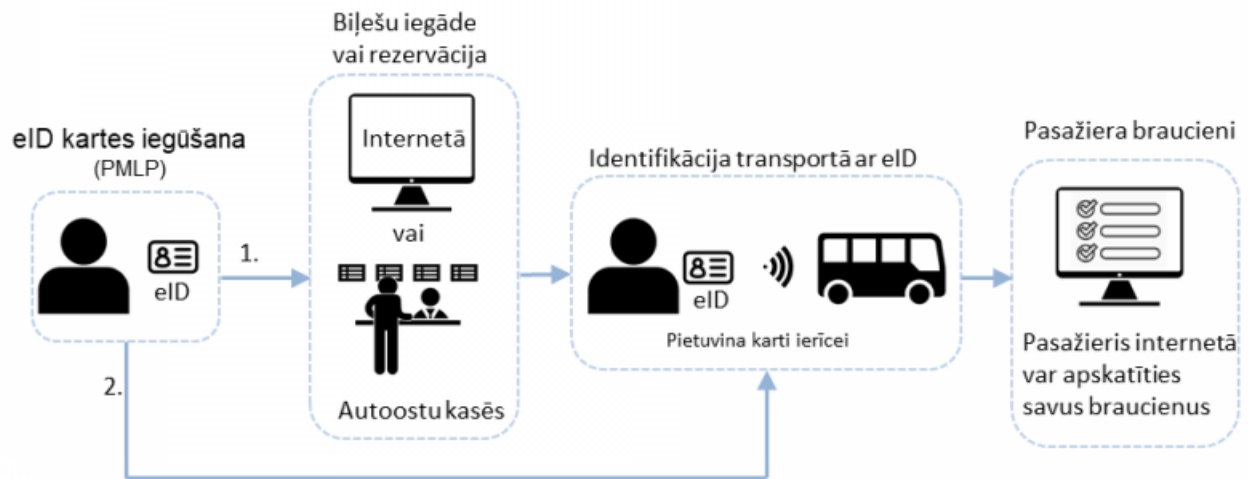 eID kartes iegūšana
(PMLP)
eID
1.
2.
Biļešu iegāde
vai rezervācija
Internetā
vai
Autoostu kasēs
Identifikācija transportā ar eID
eID
Pietuvina karti ierīcei
Pasažiera braucieni
Pasažieris internetā
var apskatīties
savus braucienus